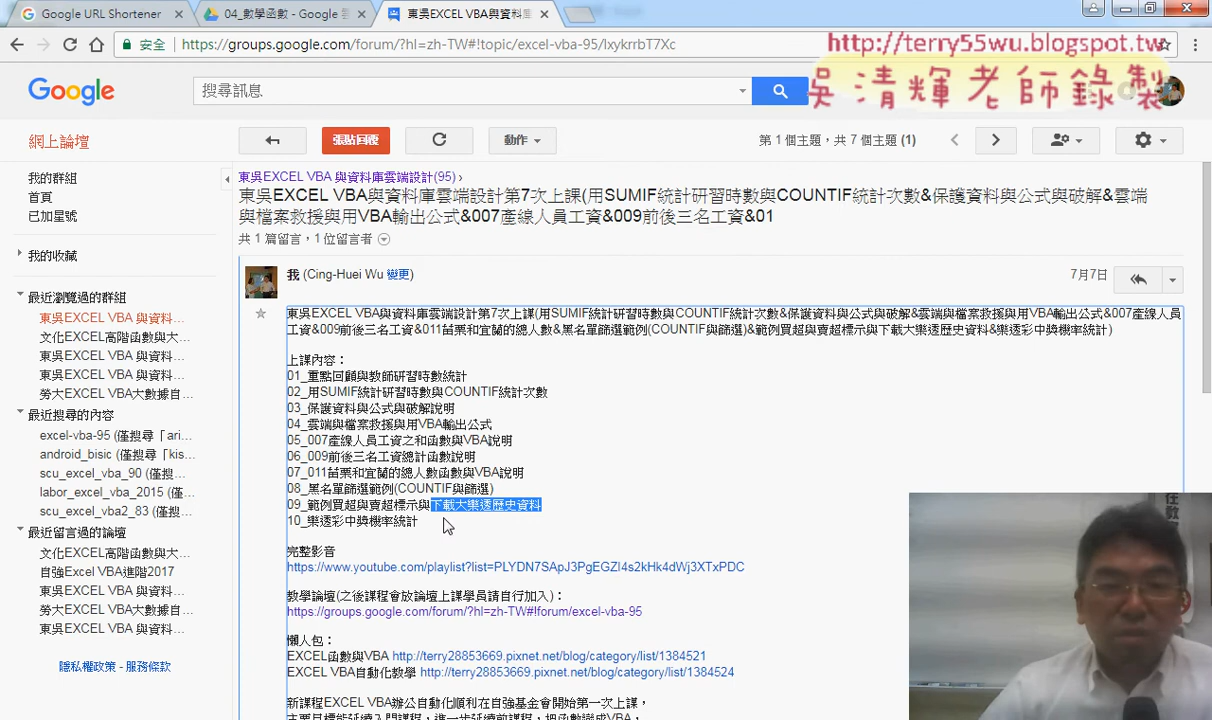 Google URL Shortener
04_數學函數 - Google 雲
東吳EXCEL VBA與資料庫
安全
https://groups.google.com/forum/?hl=zh-TW#!topic/excel-vba-95/IxykrrbT7Xc
http://terry55wu.blogspot.tw
吳清輝老師錄製
Google
搜尋訊息
網上論壇
張貼回覆
動作
第 1 個主題，共 7 個主題 (1)
我的群組
首頁
已加星號
我的收藏
最近瀏覽過的群組
東吳EXCEL VBA 與資料...
文化EXCEL高階函數與大...
東吳EXCEL VBA 與資料...
東吳EXCEL VBA 與資料...
勞大EXCEL VBA大數據自...
最近搜尋的內容
excel-vba-95 (僅搜尋「ari...
android_bisic (僅搜尋「kis...
scu_excel_vba_90 (僅搜...
labor_excel_vba_2015 (僅...
scu_excel_vba2_83 (僅搜...
最近留言過的論壇
文化EXCEL高階函數與大...
自強Excel VBA進階2017
東吳EXCEL VBA 與資料...
勞大EXCEL VBA大數據自...
東吳EXCEL VBA 與資料...
隱私權政策 - 服務條款
東吳EXCEL VBA 與資料庫雲端設計(95) ›
東吳EXCEL VBA與資料庫雲端設計第7次上課(用SUMIF統計研習時數與COUNTIF統計次數&保護資料與公式與破解&雲端
與檔案救援與用VBA輸出公式&007產線人員工資&009前後三名工資&01
共 1 篇留言，1 位留言者
我 (Cing-Huei Wu 變更)
7月7日
東吳EXCEL VBA與資料庫雲端設計第7次上課(用SUMIF統計研習時數與COUNTIF統計次數&保護資料與公式與破解&雲端與檔案救援與用VBA輸出公式&007產線人員
工資&009前後三名工資&011苗栗和宜蘭的總人數&黑名單篩選範例(COUNTIF與篩選)&範例買超與賣超標示與下載大樂透歷史資料&樂透彩中獎機率統計)
上課內容：
01_重點回顧與教師研習時數統計
02_用SUMIF統計研習時數與COUNTIF統計次數
03_保護資料與公式與破解說明
04_雲端與檔案救援與用VBA輸出公式
05_007產線人員工資之和函數與VBA說明
06_009前後三名工資總計函數說明
07_011苗栗和宜蘭的總人數函數與VBA說明
08_黑名單篩選範例(COUNTIF與篩選)
09_範例買超與賣超標示與下載大樂透歷史資料
10_樂透彩中獎機率統計
完整影音
https://www.youtube.com/playlist?list=PLYDN7SApJ3PgEGZI4s2kHk4dWj3XTxPDC
教學論壇(之後課程會放論壇上課學員請自行加入)：
https://groups.google.com/forum/?hl=zh-TW#!forum/excel-vba-95
懶人包：
EXCEL函數與VBA http://terry28853669.pixnet.net/blog/category/list/1384521
EXCEL VBA自動化教學 http://terry28853669.pixnet.net/blog/category/list/1384524
新課程EXCEL VBA辦公自動化順利在自強基金會開始第一次上課，
主要目標能延續入門課程，進一步延續前課程，把函數變成VBA，